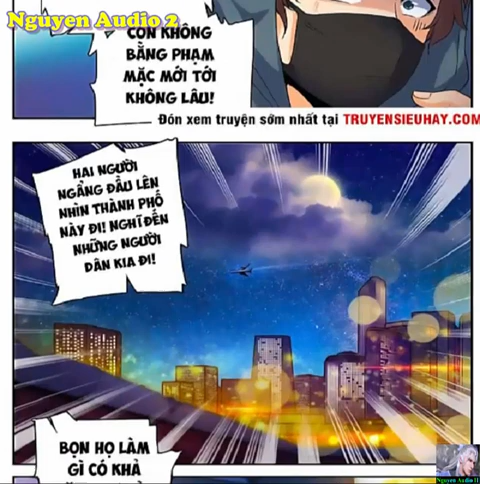 Nguyen Audio 2
CÒN KHÔNG
BẰNG PHẠM
MẶC MỚI TỚI
KHÔNG LÂU!
Đón xem truyện sớm nhất tại TRUYENSIEUHAY.COM
HAI NGƯỜI
NGẨNG ĐẦU LÊN
NHÌN THÀNH PHỐ
NÀY ĐI! NGHĨ ĐẾN
NHỮNG NGƯỜI
DÂN KIA ĐI!
BỌN HỌ LÀM
GÌ CÓ KHẢ
Nguyen Audio 11